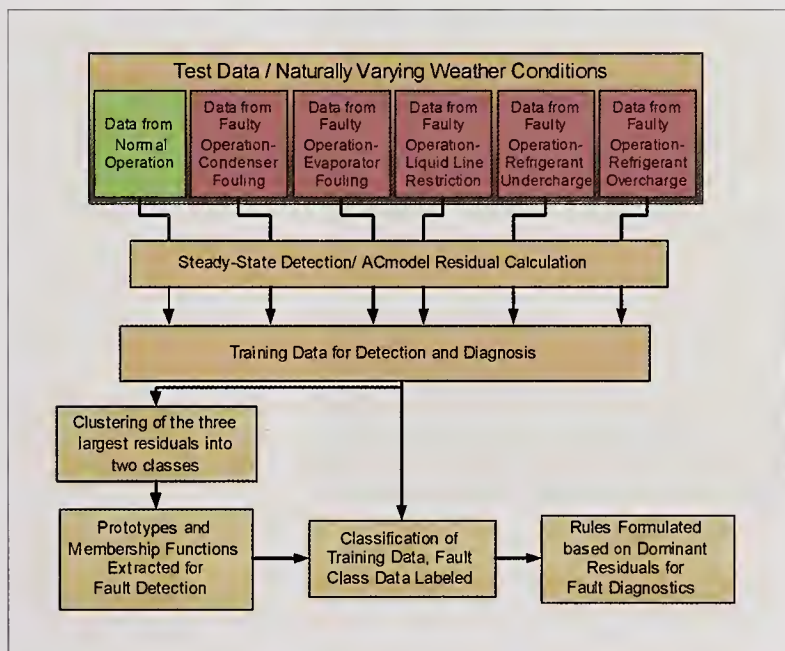 Test Data / Naturally Varying Weather Conditions
Data from
Normal
Operation
Data from
Faulty
Operation-
Condenser
Fouling
Data from
Faulty
Operation-
Evaporator
Fouling
Data from
Faulty
Operation-
Liquid Line
Restriction
Data from
Faulty
Operation-
Refrigerant
Undercharge
Data from
Faulty
Operation-
Refrigerant
Overcharge
Steady-State Detection/ ACmodel Residual Calculation
Training Data for Detection and Diagnosis
Clustering of the three
largest residuals into
two classes
Prototypes and
Membership Functions
Extracted for
Fault Detection
Classification of
Training Data, Fault
Class Data Labeled
Rules Formulated
based on Dominant
Residuals for
Fault Diagnostics